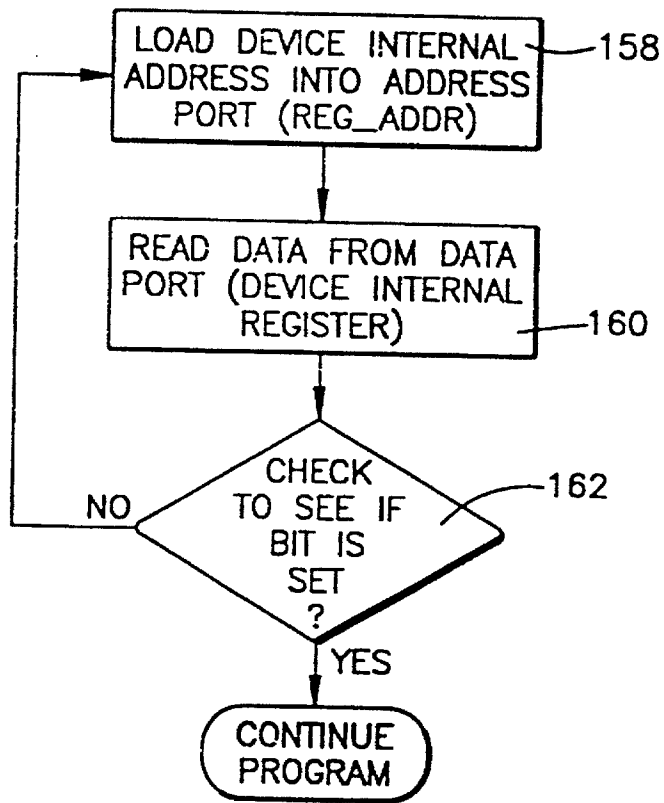 LOAD DEVICE INTERNAL
ADDRESS INTO ADDRESS
PORT (REG_ADDR)
158
READ DATA FROM DATA
PORT (DEVICE INTERNAL
REGISTER)
160
CHECK
TO SEE IF
BIT IS
SET
?
162
NO
YES
CONTINUE
PROGRAM